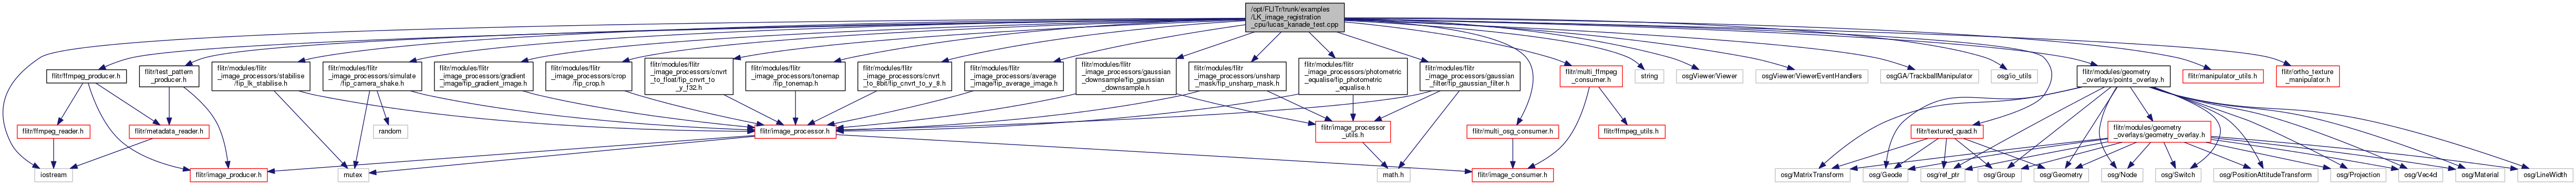 /opt/FLITr/trunk/examples
/LK_image_registration
_cpu/lucas_kanade_test.cpp
flitr/ffmpeg_producer.h
flitr/test_pattern
_producer.h
flitr/modules/flitr
_image_processors/stabilise
/fip_lk_stabilise.h
flitr/modules/flitr
_image_processors/simulate
/fip_camera_shake.h
flitr/modules/flitr
_image_processors/gradient
_image/fip_gradient_image.h
flitr/modules/flitr
_image_processors/crop
/fip_crop.h
flitr/modules/flitr
_image_processors/cnvrt
_to_float/fip_cnvrt_to
_y_f32.h
flitr/modules/flitr
_image_processors/tonemap
/fip_tonemap.h
flitr/modules/flitr
_image_processors/cnvrt
_to_8bit/fip_cnvrt_to_y_8.h
flitr/modules/flitr
_image_processors/average
_image/fip_average_image.h
flitr/modules/flitr
_image_processors/gaussian
_downsample/fip_gaussian
_downsample.h
flitr/modules/flitr
_image_processors/unsharp
_mask/fip_unsharp_mask.h
flitr/modules/flitr
_image_processors/photometric
_equalise/fip_photometric
_equalise.h
flitr/modules/flitr
_image_processors/gaussian
_filter/fip_gaussian_filter.h
flitr/multi_ffmpeg
_consumer.h
string
osgViewer/Viewer
osgViewer/ViewerEventHandlers
osgGA/TrackballManipulator
osg/io_utils
flitr/modules/geometry
_overlays/points_overlay.h
flitr/manipulator_utils.h
flitr/ortho_texture
_manipulator.h
flitr/ffmpeg_reader.h
flitr/metadata_reader.h
random
flitr/image_processor.h
flitr/image_processor
_utils.h
flitr/multi_osg_consumer.h
flitr/ffmpeg_utils.h
flitr/textured_quad.h
flitr/modules/geometry
_overlays/geometry_overlay.h
iostream
flitr/image_producer.h
mutex
math.h
flitr/image_consumer.h
osg/MatrixTransform
osg/Geode
osg/ref_ptr
osg/Group
osg/Geometry
osg/Node
osg/Switch
osg/PositionAttitudeTransform
osg/Projection
osg/Vec4d
osg/Material
osg/LineWidth